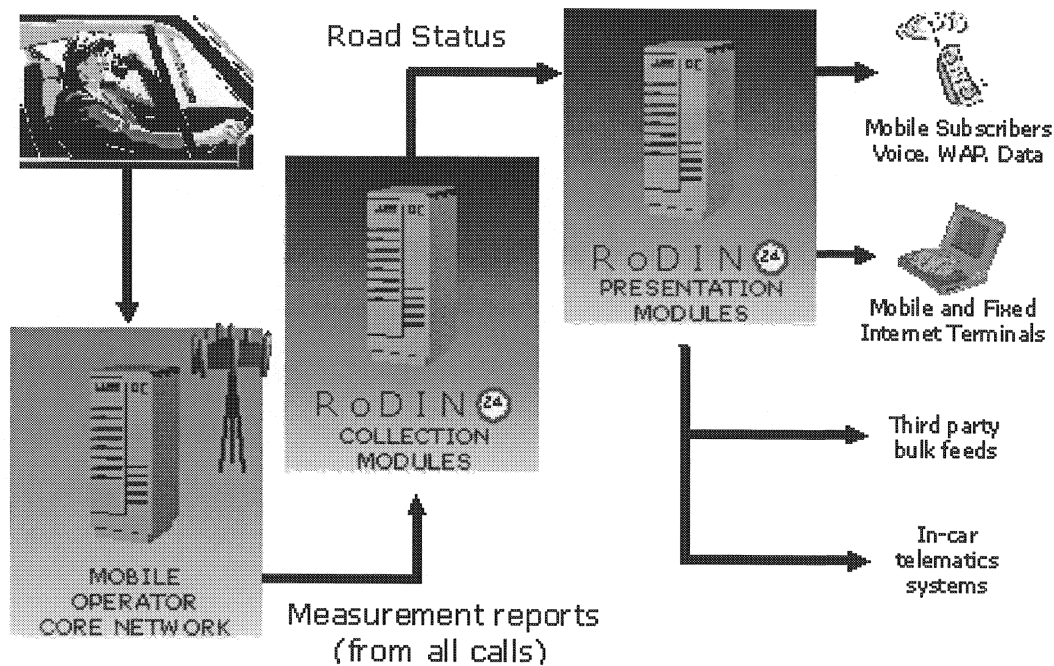 Road Status
Mobile Subscribers
Voice, WAP, Data
RoDIN 24
PRESENTATION
MODULES
Mobile and Fixed
Internet Terminals
RoDIN 24
COLLECTION
MODULES
Third party
bulk feeds
In-car
telematics
systems
MOBILE
OPERATOR
CORE NETWORK
Measurement reports
(from all calls)